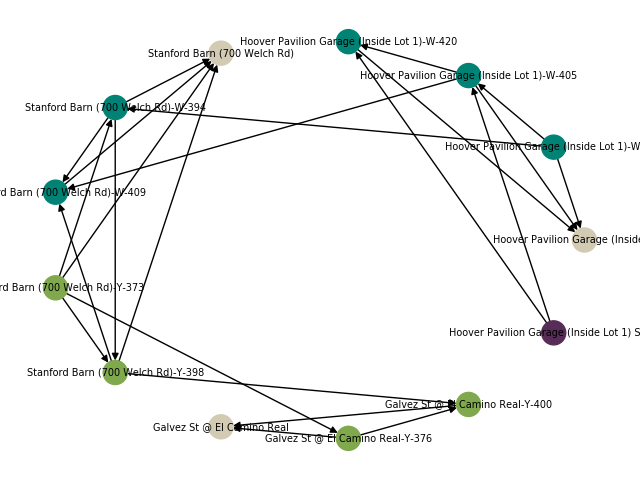 Hoover Pavilion Garage (Inside Lot 1)-W-420
Stanford Barn (700 Welch Rd)
Hoover Pavilion Garage (Inside Lot 1)-W-405
Stanford Barn (700 Welch Rd)-W-394
Hoover Pavilion Garage (Inside Lot 1)-W
rd Barn (700 Welch Rd)-W-409
Hoover Pavilion Garage (Inside
rd Barn (700 Welch Rd)-Y-373
Hoover Pavilion Garage (Inside Lot 1) S
Stanford Barn (700 Welch Rd)-Y-398
Galvez St @ El Camino Real-Y-400
Galvez St @ El Camino Real
Galvez St @ El Camino Real-Y-376